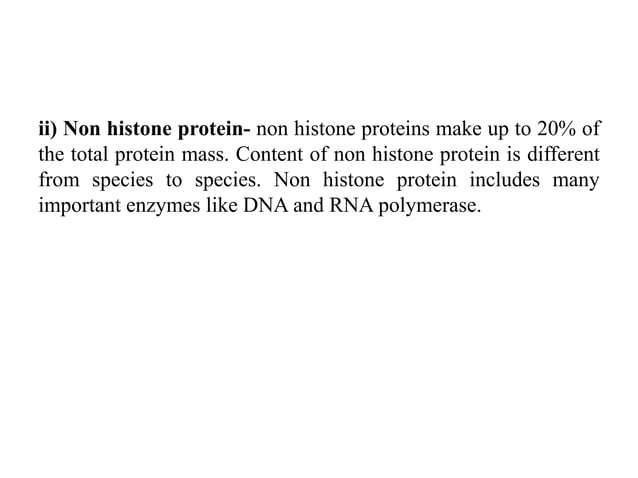 ii) Non histone protein- non histone proteins make up to 20% of
the total protein mass. Content of non histone protein is different
from species to species. Non histone protein includes many
important enzymes like DNA and RNA polymerase.